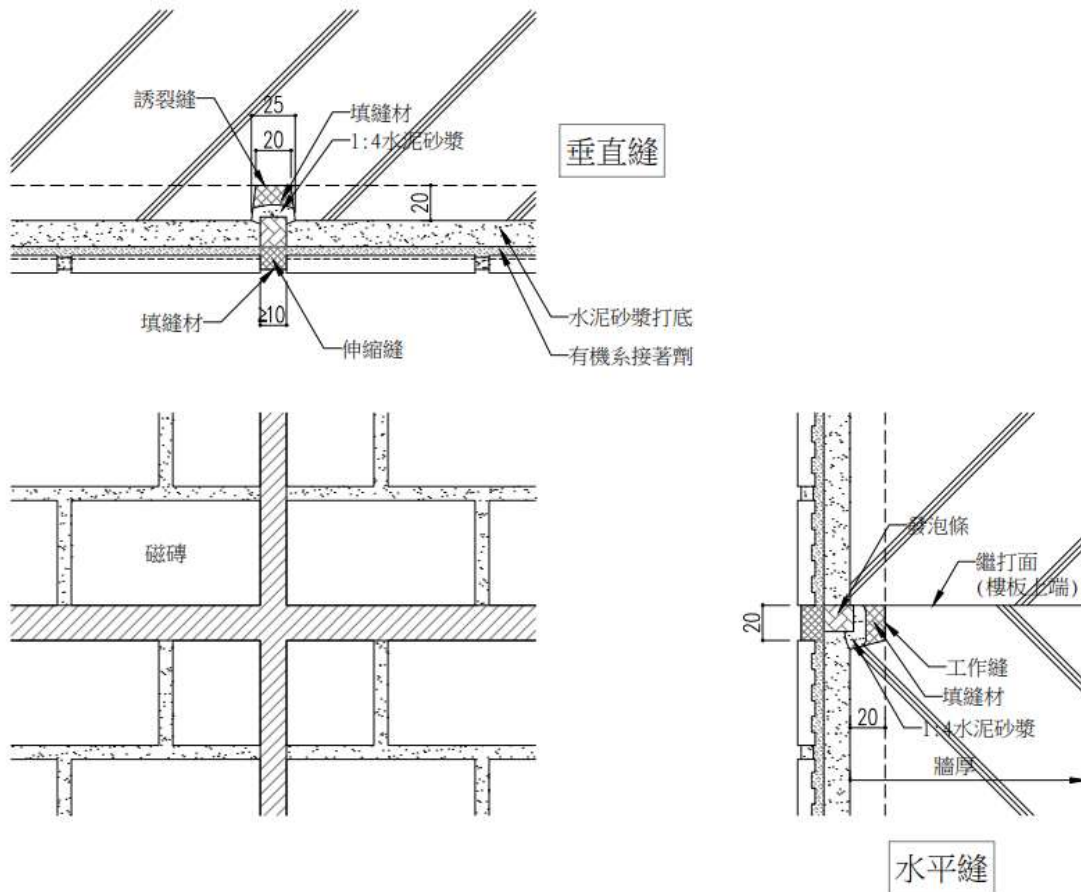 誘裂縫
25
填縫材
20
1:4水泥砂漿
垂直縫
20
水泥砂漿打底
填縫材
≥10
伸縮縫
有機系接著劑
磁磚
發泡條
繼打面
(樓板上端)
20
工作縫
填縫材
20
1:4水泥砂漿
牆厚
水平縫